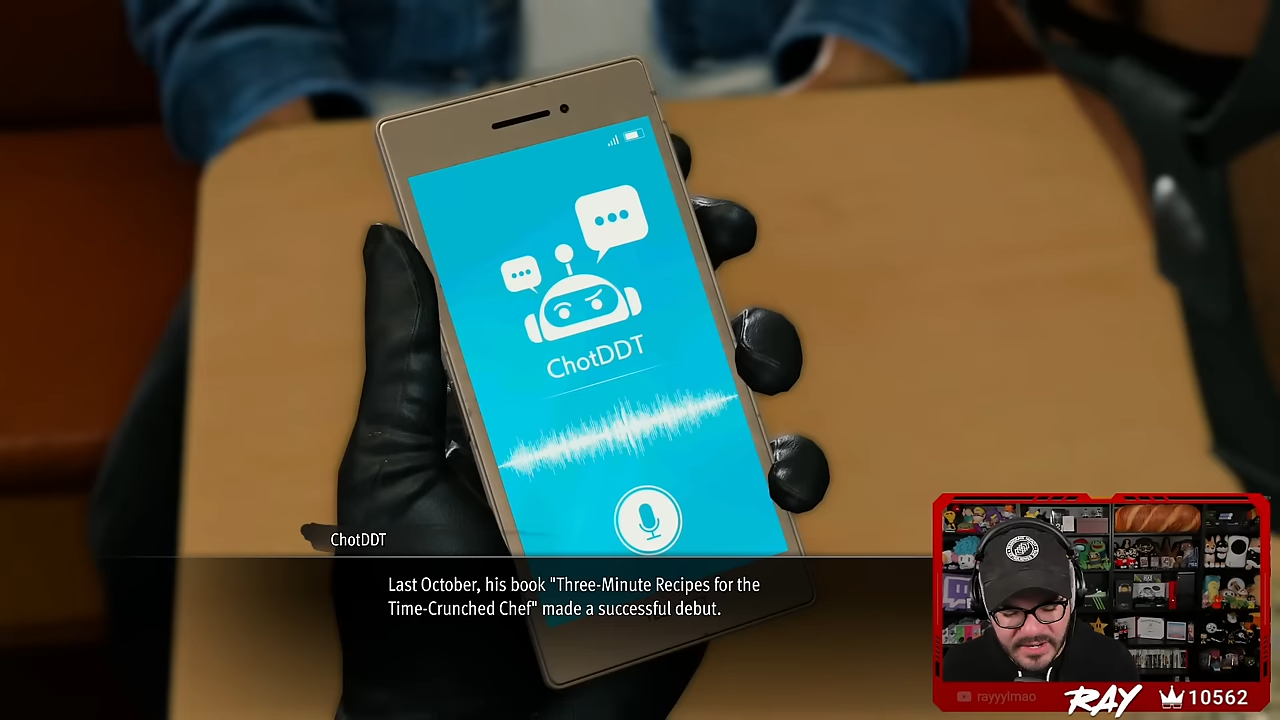 ChotDDT
ChotDDT
Last October, his book "Three-Minute Recipes for the
Time-Crunched Chef" made a successful debut.
rayyylmao
RAY
10562